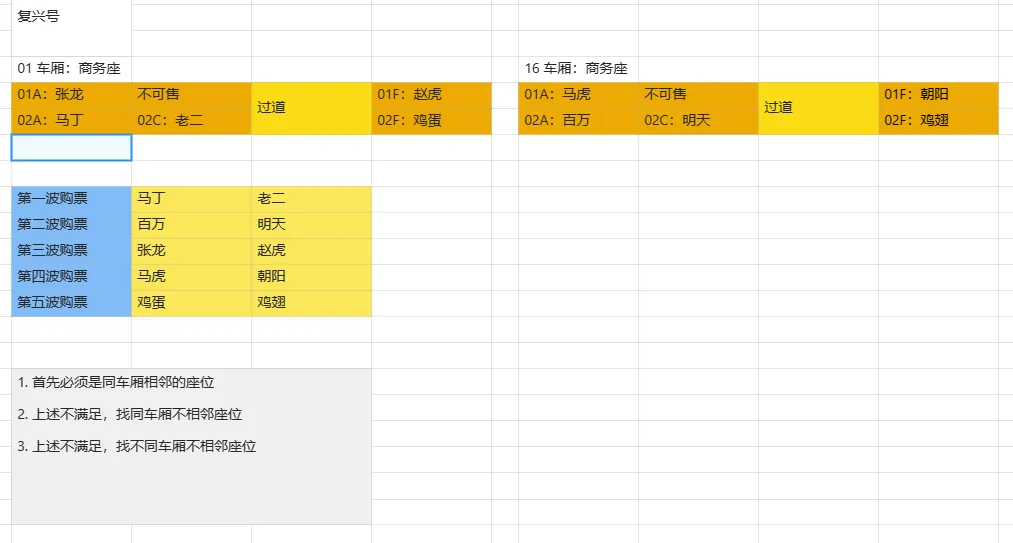 复兴号
01 车厢：商务座
16 车厢：商务座
01A：张龙 不可售 过道 01F：赵虎
02A：马丁 02C：老二 02F：鸡蛋
01A：马虎 不可售 过道 01F：朝阳
02A：百万 02C：明天 02F：鸡翅
第一波购票 马丁 老二
第二波购票 百万 明天
第三波购票 张龙 赵虎
第四波购票 马虎 朝阳
第五波购票 鸡蛋 鸡翅
1. 首先必须是同车厢相邻的座位
2. 上述不满足，找同车厢不相邻座位
3. 上述不满足，找不同车厢不相邻座位